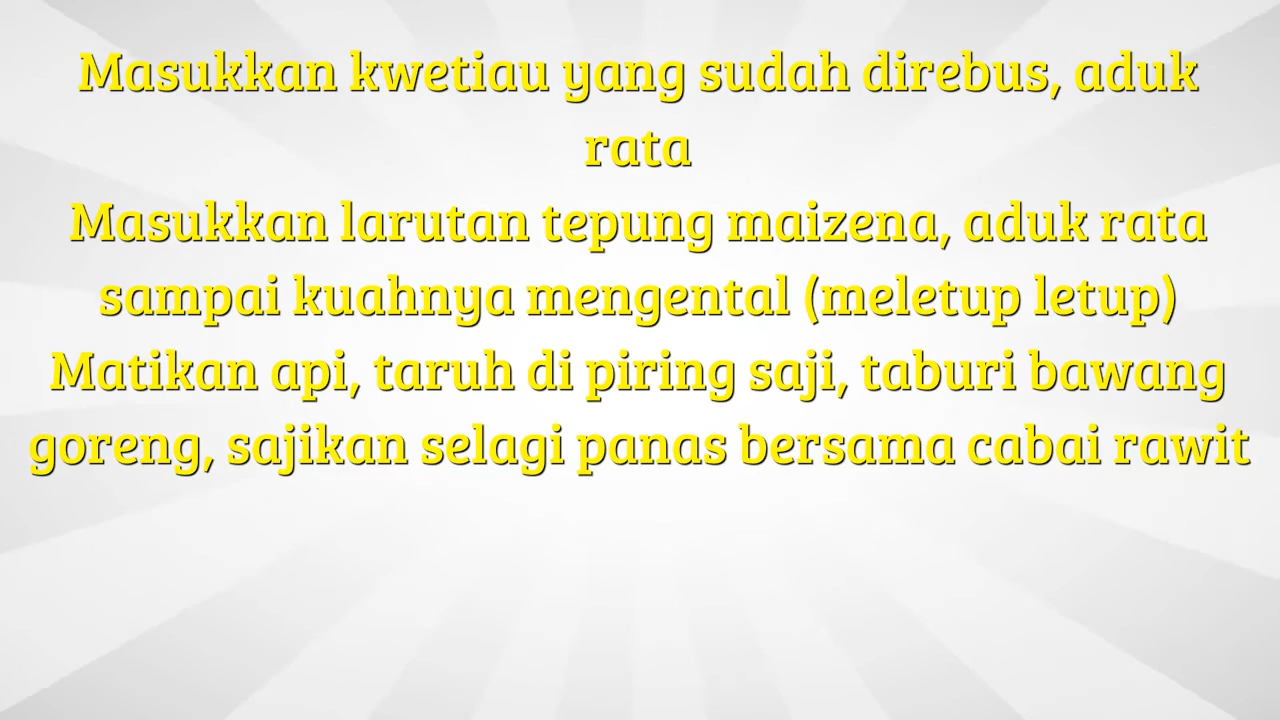 Masukkan kwetiau yang sudah direbus, aduk
rata
Masukkan larutan tepung maizena, aduk rata
sampai kuahnya mengental (meletup letup)
Matikan api, taruh di piring saji, taburi bawang
goreng, sajikan selagi panas bersama cabai rawit